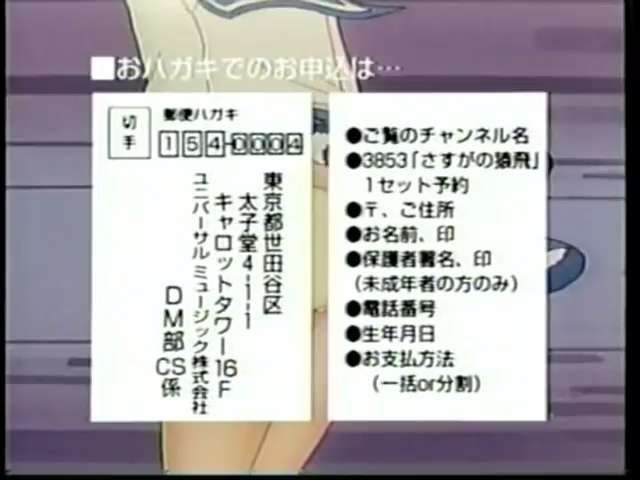 ■おハガキでのお申込は…
切手
郵便ハガキ
154-0004
東京都世田谷区
太子堂4-1-1
キャロットタワー16F
ユニバーサル ミュージック株式会社
DM部 CS係
●ご覧のチャンネル名
●3853「さすがの猿飛」
1セット予約
●〒、ご住所
●お名前、印
●保護者署名、印
(未成年者の方のみ)
●電話番号
●生年月日
●お支払方法
(一括or分割)